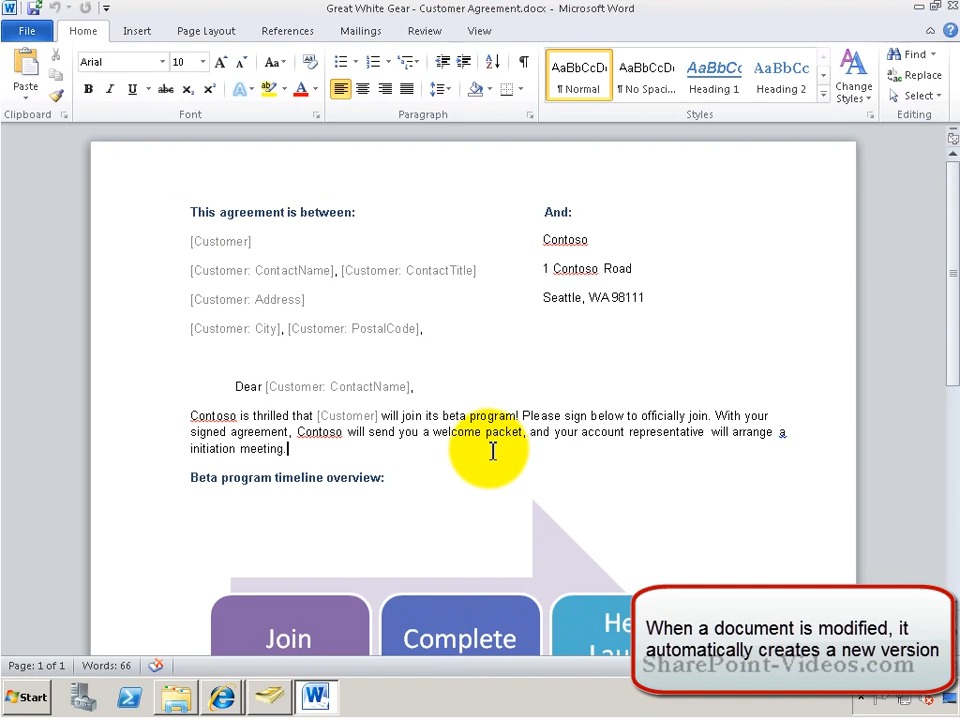 Great White Gear - Customer Agreement.docx - Microsoft Word
File Home Insert Page Layout References Mailings Review View
Paste
Arial 10
Aa
B I U abc x₂ x² A ab A
AaBbCcDc AaBbCcDc AaBbCc AaBbCc
¶ Normal ¶ No Spaci... Heading 1 Heading 2
Change
Styles
Find
Replace
Select
Clipboard Font Paragraph Styles Editing
This agreement is between: And:
[Customer] Contoso
[Customer: ContactName], [Customer: ContactTitle] 1 Contoso Road
[Customer: Address] Seattle, WA 98111
[Customer: City], [Customer: PostalCode],
Dear [Customer: ContactName],
Contoso is thrilled that [Customer] will join its beta program! Please sign below to officially join. With your
signed agreement, Contoso will send you a welcome packet, and your account representative will arrange a
initiation meeting.
Beta program timeline overview:
Join Complete He
When a document is modified, it
automatically creates a new version
SharePoint-Videos.com
Page: 1 of 1 Words: 66
Start